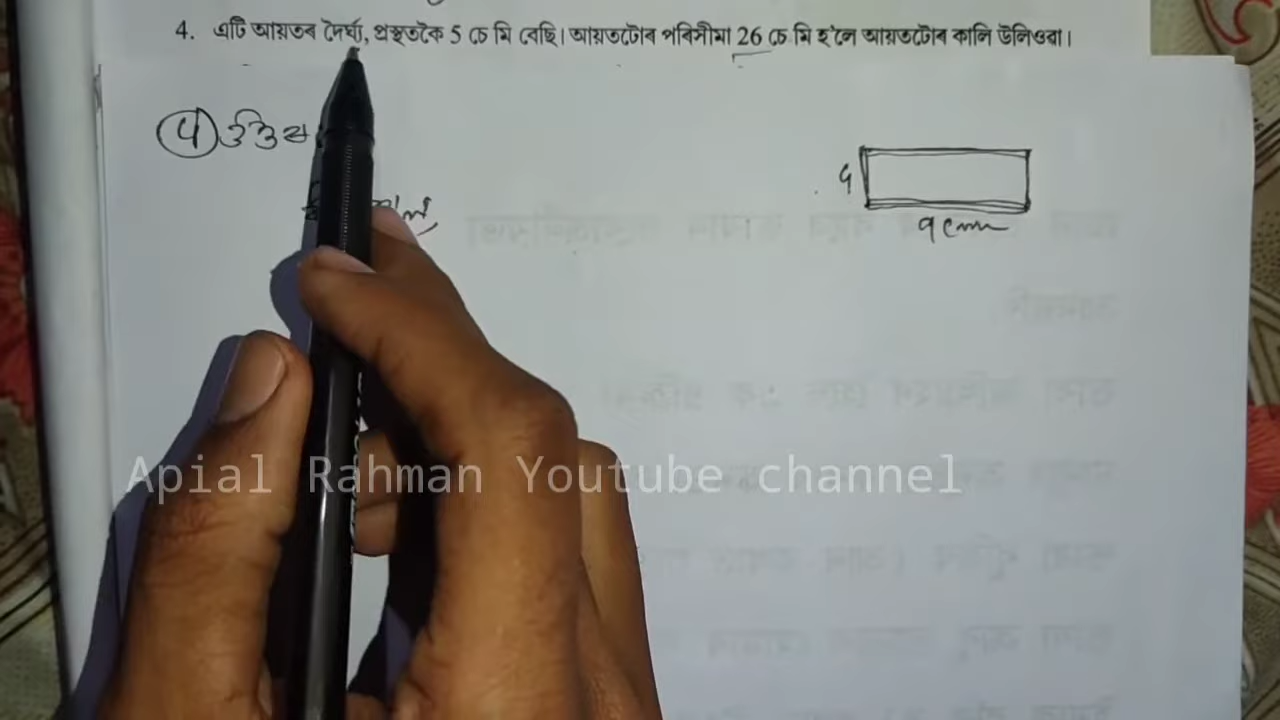 4. এটি আয়তৰ দৈৰ্ঘ্য, প্ৰস্থতকৈ 5 চে মি বেছি। আয়তটোৰ পৰিসীমা 26 চে মি হ'লে আয়তটোৰ কালি উলিওৱা।
4 উত্তৰ
4
9 cm
Apial Rahman Youtube channel